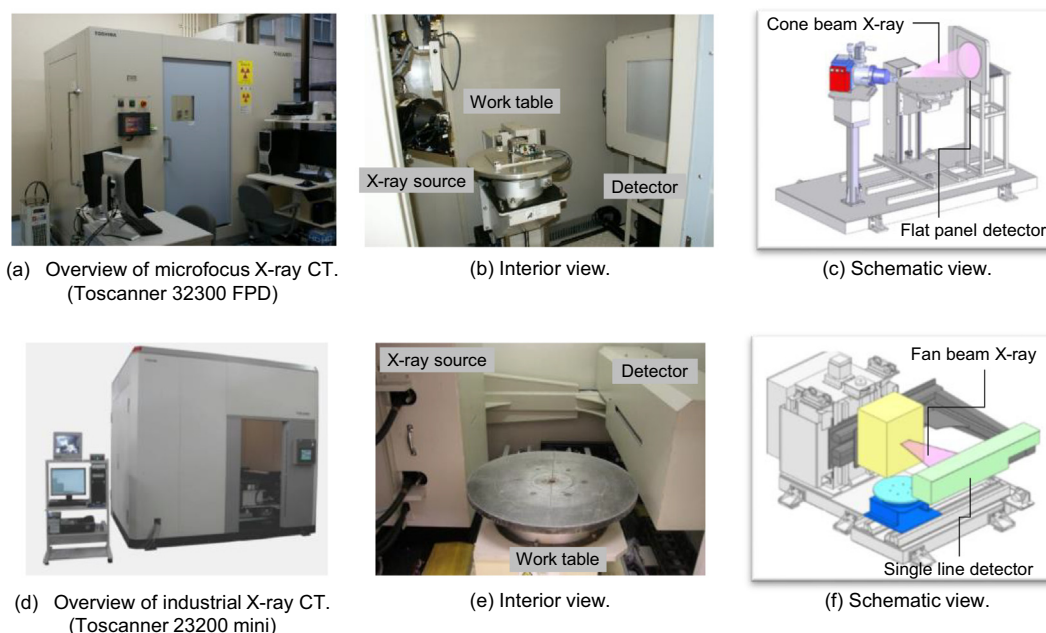 TOSHIBA
TOSCANER
Cone beam X-ray
Work table
X-ray source
Detector
Flat panel detector
(a) Overview of microfocus X-ray CT.
(Toscanner 32300 FPD)
(b) Interior view.
(c) Schematic view.
X-ray source
Detector
Fan beam X-ray
Work table
Single line detector
(d) Overview of industrial X-ray CT.
(Toscanner 23200 mini)
(e) Interior view.
(f) Schematic view.